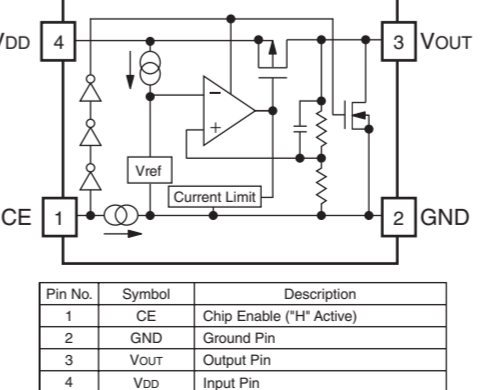 VDD 4
3 VOUT
−
+
Vref
Current Limit
CE 1
2 GND
Pin No. Symbol Description
1 CE Chip Enable ("H" Active)
2 GND Ground Pin
3 VOUT Output Pin
4 VDD Input Pin